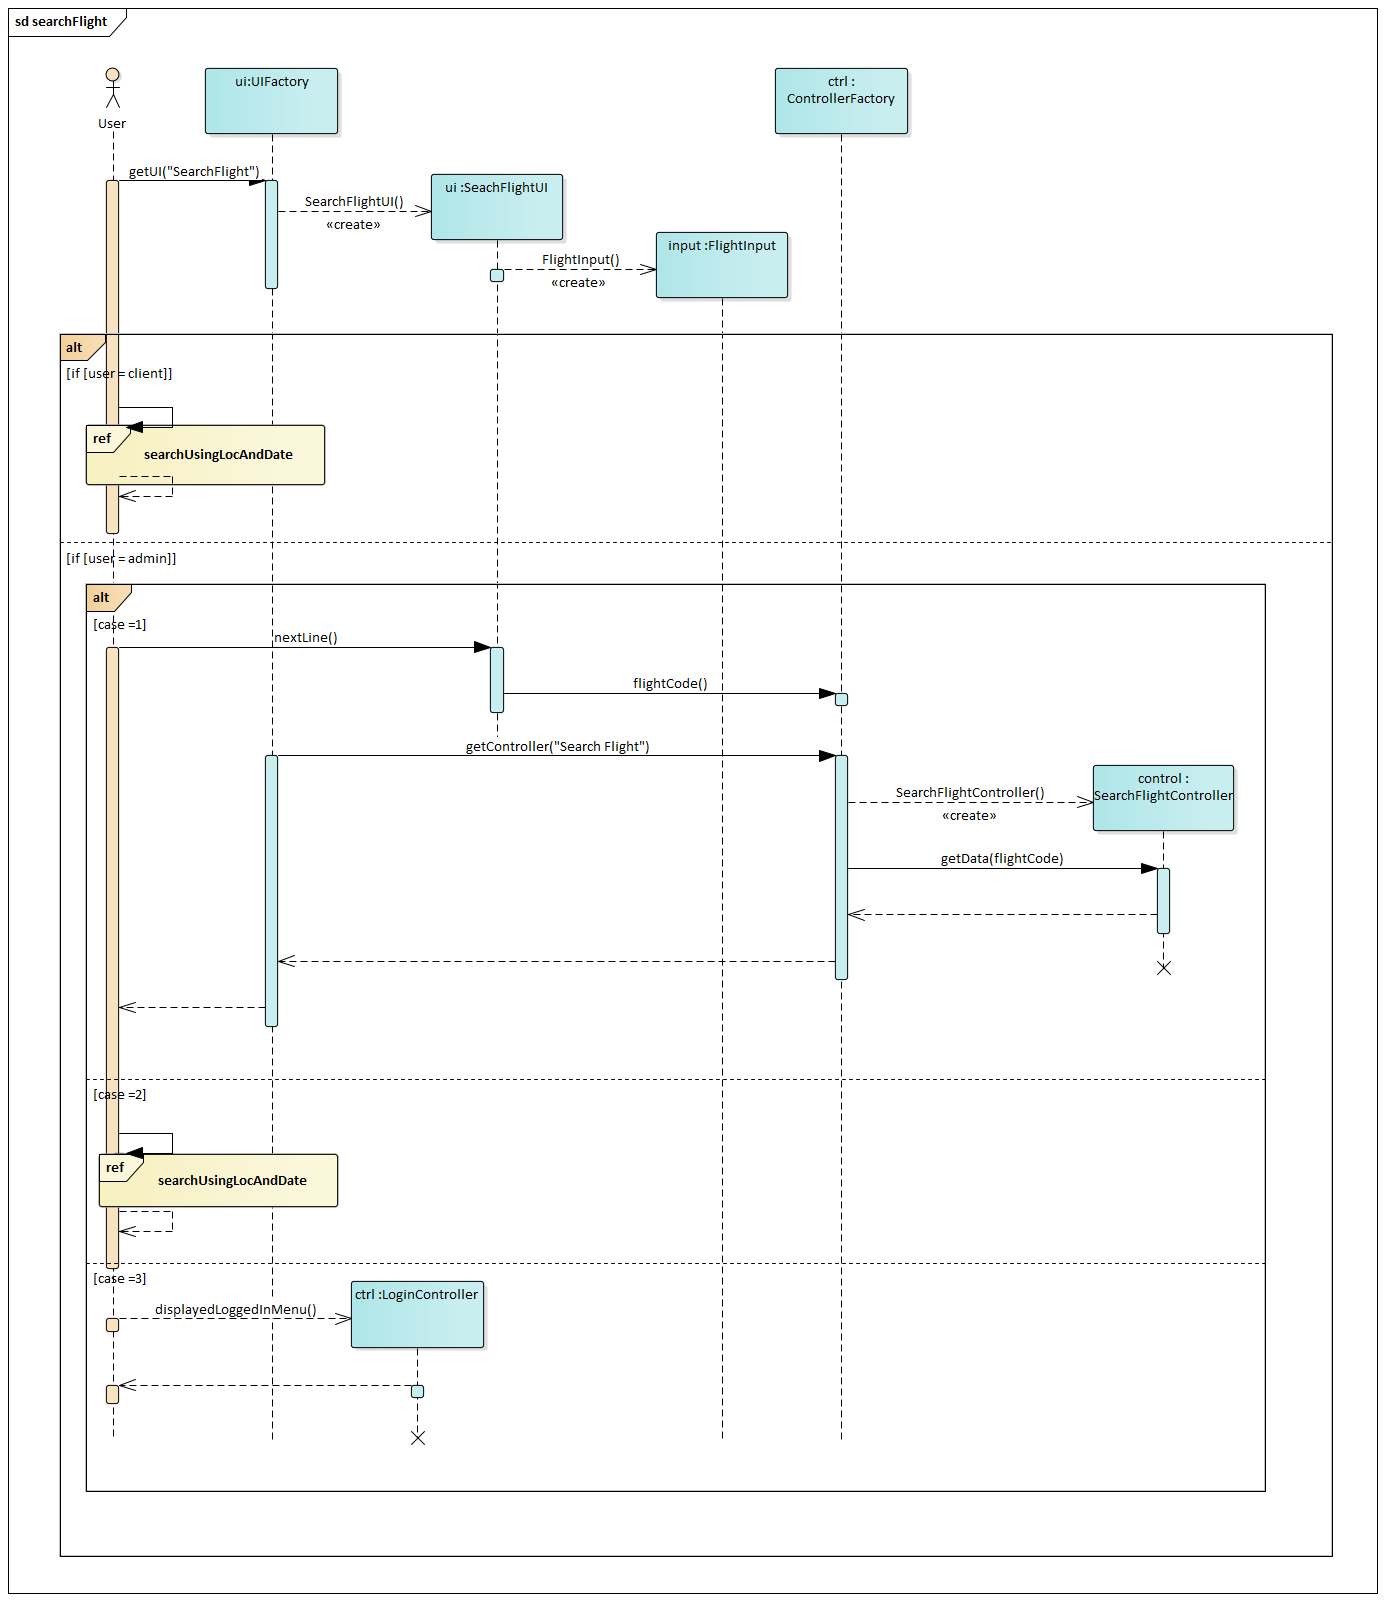 sd searchFlight
User
ui:UIFactory
ctrl :
ControllerFactory
getUI("SearchFlight")
ui :SeachFlightUI
SearchFlightUI()
«create»
input :FlightInput
FlightInput()
«create»
alt
[if [user = client]]
ref
searchUsingLocAndDate
[if [user = admin]]
alt
[case =1]
nextLine()
flightCode()
getController("Search Flight")
control :
SearchFlightController
SearchFlightController()
«create»
getData(flightCode)
[case =2]
ref
searchUsingLocAndDate
[case =3]
ctrl :LoginController
displayedLoggedInMenu()